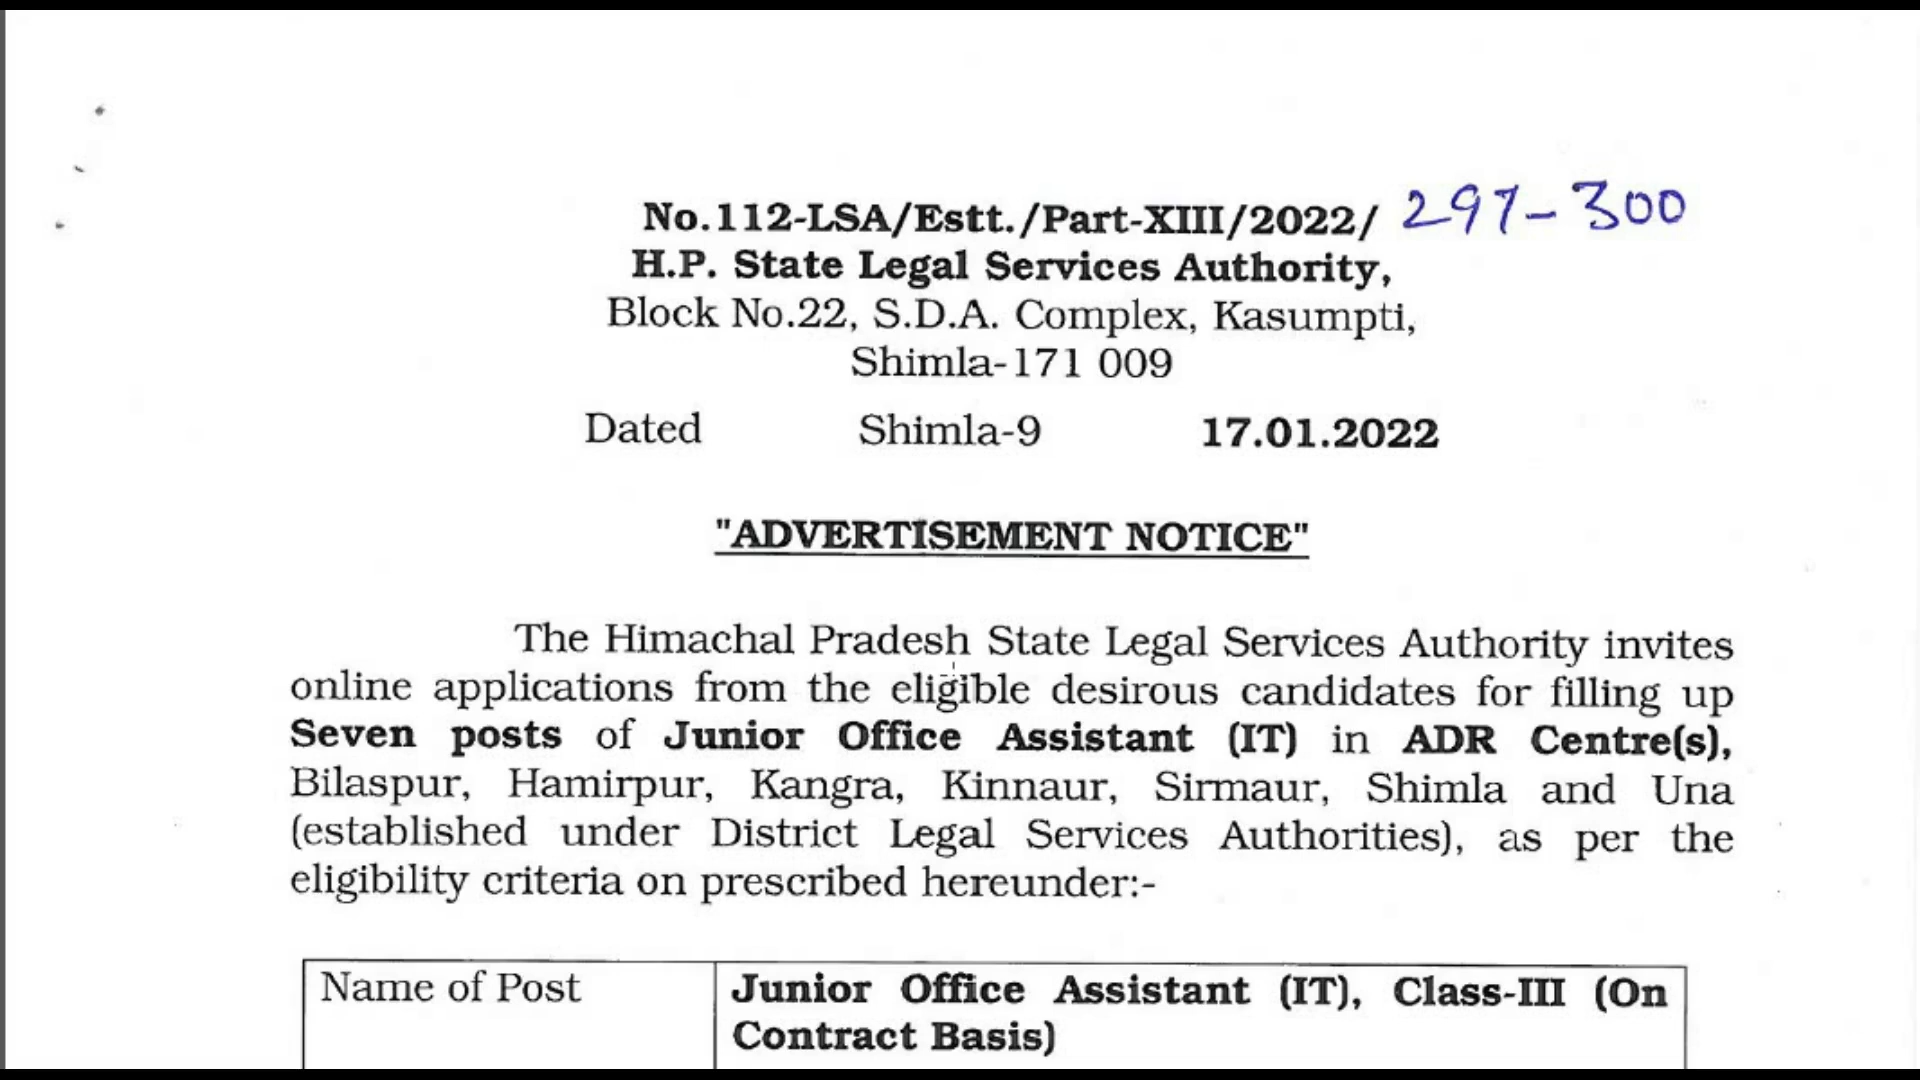 No.112-LSA/Estt./Part-XIII/2022/ 297-300
H.P. State Legal Services Authority,
Block No.22, S.D.A. Complex, Kasumpti,
Shimla-171 009
Dated Shimla-9 17.01.2022
"ADVERTISEMENT NOTICE"
The Himachal Pradesh State Legal Services Authority invites
online applications from the eligible desirous candidates for filling up
Seven posts of Junior Office Assistant (IT) in ADR Centre(s),
Bilaspur, Hamirpur, Kangra, Kinnaur, Sirmaur, Shimla and Una
(established under District Legal Services Authorities), as per the
eligibility criteria on prescribed hereunder:-
Name of Post Junior Office Assistant (IT), Class-III (On
Contract Basis)